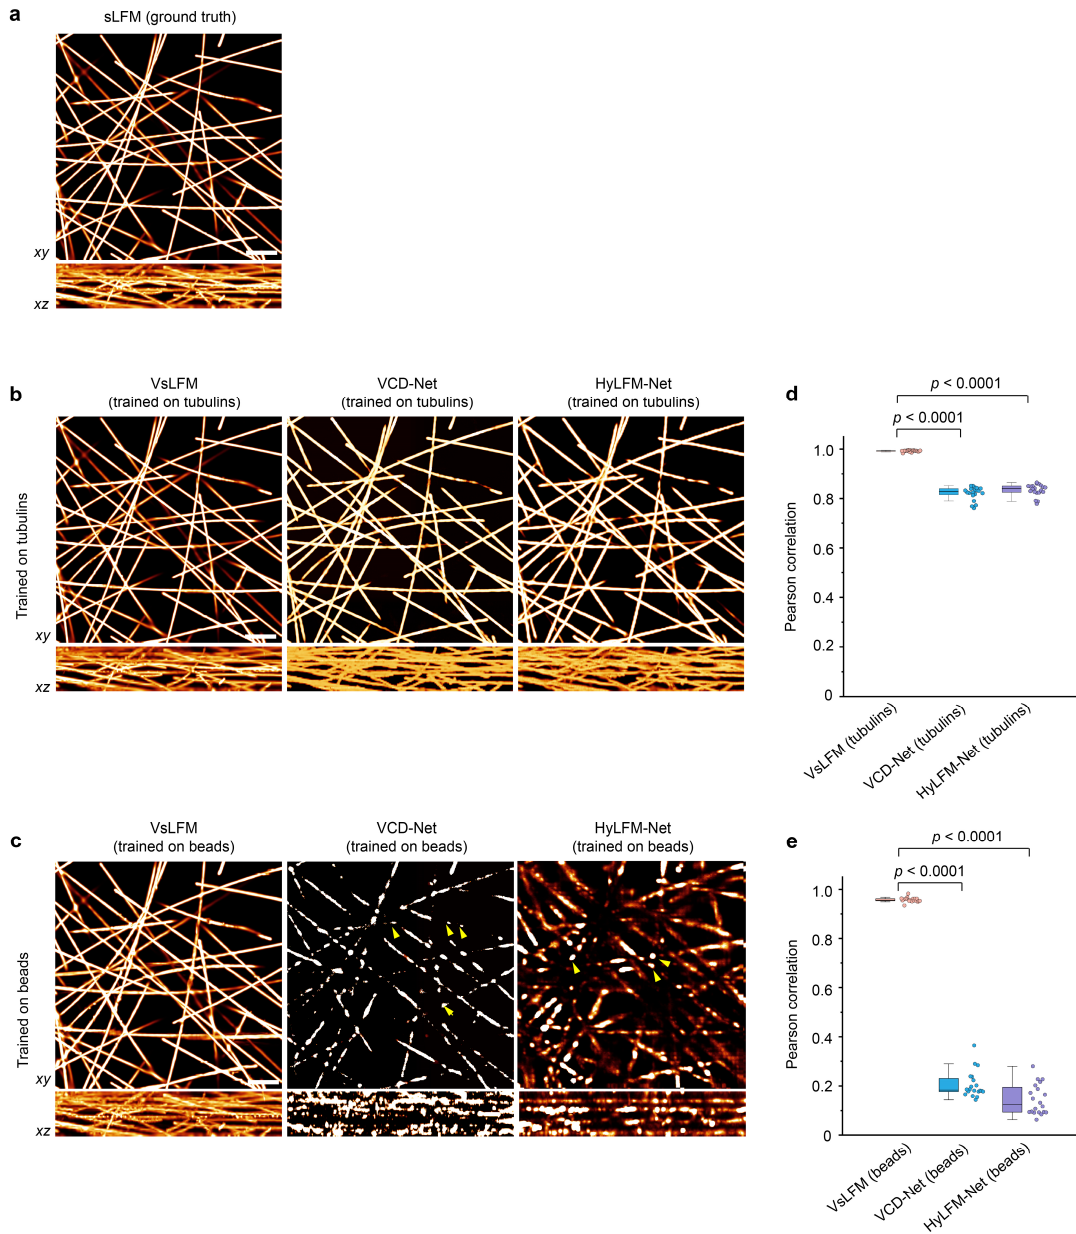 a
sLFM (ground truth)
xy
xz
b
VsLFM
(trained on tubulins)
VCD-Net
(trained on tubulins)
HyLFM-Net
(trained on tubulins)
Trained on tubulins
xy
xz
d
p < 0.0001
p < 0.0001
Pearson correlation
1.0
0.8
0.6
0.4
0.2
0
VsLFM (tubulins)
VCD-Net (tubulins)
HyLFM-Net (tubulins)
c
VsLFM
(trained on beads)
VCD-Net
(trained on beads)
HyLFM-Net
(trained on beads)
Trained on beads
xy
xz
e
p < 0.0001
p < 0.0001
Pearson correlation
1.0
0.8
0.6
0.4
0.2
0
VsLFM (beads)
VCD-Net (beads)
HyLFM-Net (beads)